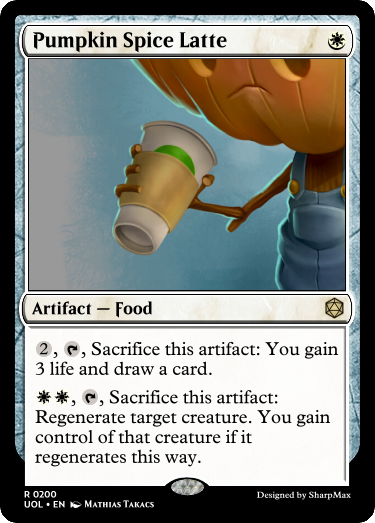 Pumpkin Spice Latte
Artifact — Food
2, , Sacrifice this artifact: You gain
3 life and draw a card.
, , Sacrifice this artifact:
Regenerate target creature. You gain
control of that creature if it
regenerates this way.
R 0200
UOL • EN Mathias Takacs
Designed by SharpMax